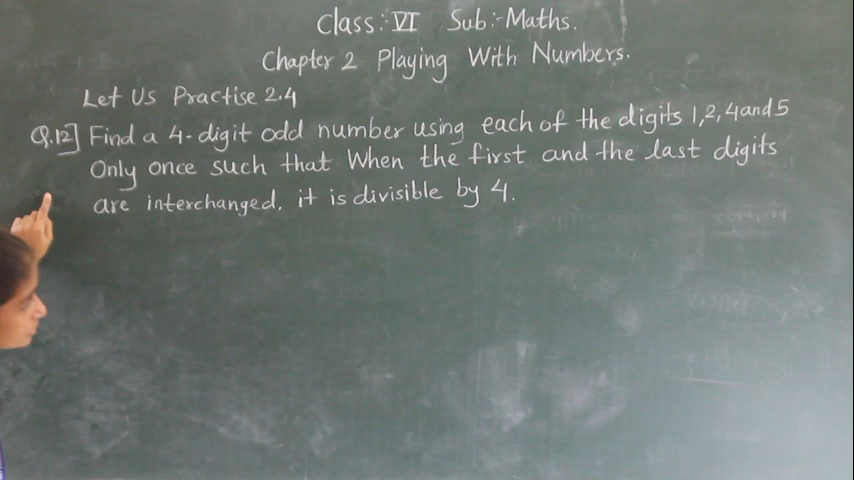 Class:- VI Sub:- Maths.
Chapter 2 Playing With Numbers.
Let Us Practise 2.4
Q.12] Find a 4-digit odd number using each of the digits 1,2,4 and 5
Only once such that When the first and the last digits
are interchanged. it is divisible by 4.